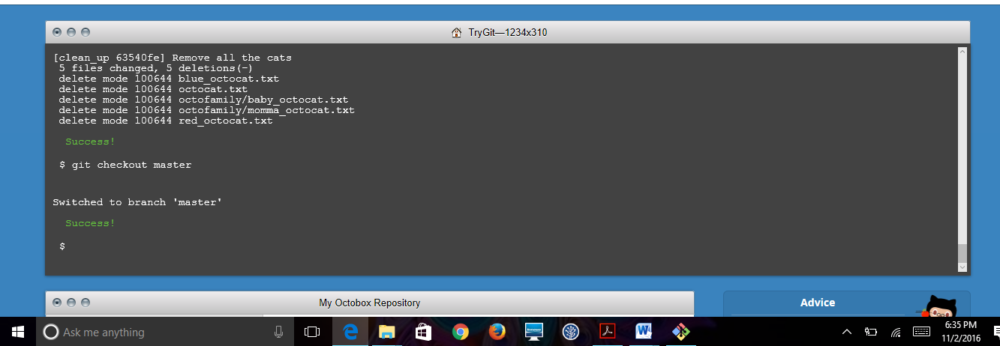 TryGit—1234x310
[clean_up 63540fe] Remove all the cats
5 files changed, 5 deletions(-)
delete mode 100644 blue_octocat.txt
delete mode 100644 octocat.txt
delete mode 100644 octofamily/baby_octocat.txt
delete mode 100644 octofamily/momma_octocat.txt
delete mode 100644 red_octocat.txt
Success!
$ git checkout master
Switched to branch 'master'
Success!
$
My Octobox Repository
Advice
Ask me anything
6:35 PM
11/2/2016